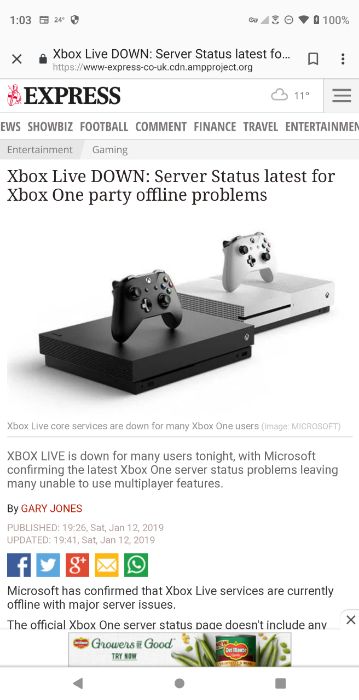 1:03 24° 100%
Xbox Live DOWN: Server Status latest fo...
https://www-express-co-uk.cdn.ampproject.org
EXPRESS 11°
EWS SHOWBIZ FOOTBALL COMMENT FINANCE TRAVEL ENTERTAINMEN
Entertainment Gaming
Xbox Live DOWN: Server Status latest for
Xbox One party offline problems
Xbox Live core services are down for many Xbox One users (Image: MICROSOFT)
XBOX LIVE is down for many users tonight, with Microsoft
confirming the latest Xbox One server status problems leaving
many unable to use multiplayer features.
By GARY JONES
PUBLISHED: 19:26, Sat, Jan 12, 2019
UPDATED: 19:41, Sat, Jan 12, 2019
Microsoft has confirmed that Xbox Live services are currently
offline with major server issues.
The official Xbox One server status page doesn't include any
Del Monte Growers of Good
TRY NOW
Del Monte